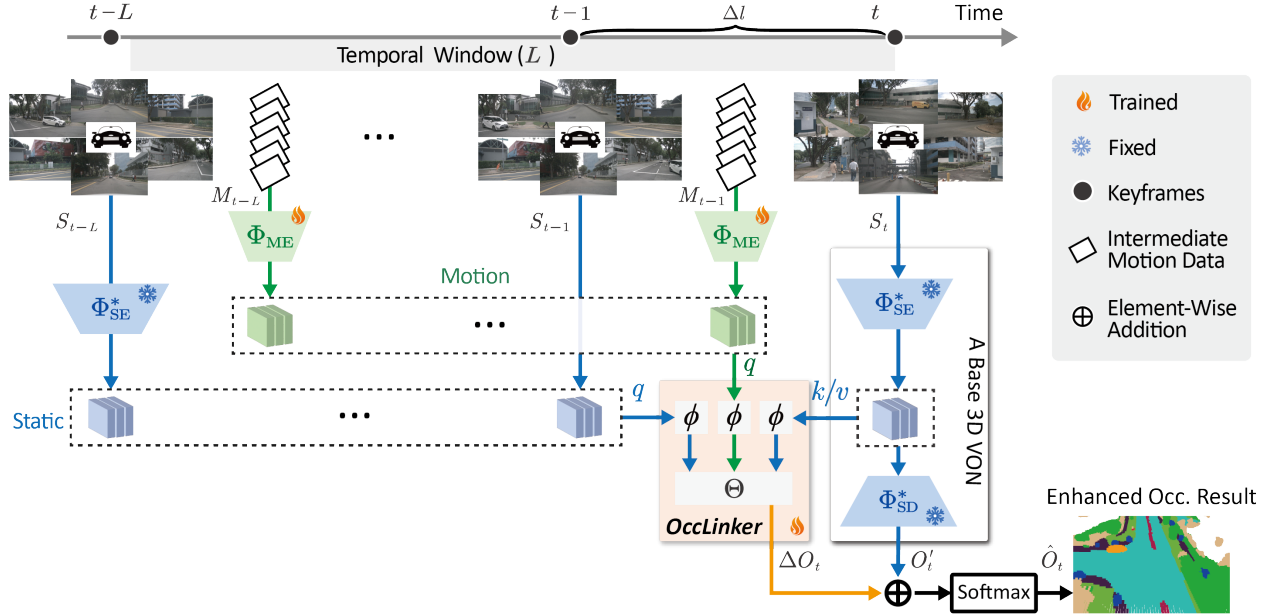 t−L
t−1
Δl
t
Time
Temporal Window (L)
...
S_{t−L}
M_{t−L}
S_{t−1}
M_{t−1}
S_t
Φ_ME
Φ_ME
Motion
Φ*_SE
Φ*_SE
...
q
q
k/v
Static
...
ϕ
ϕ
ϕ
Θ
OccLinker
Φ*_SD
A Base 3D VON
ΔO_t
O'_t
Softmax
Ô_t
Enhanced Occ. Result
Trained
Fixed
Keyframes
Intermediate
Motion Data
Element-Wise
Addition